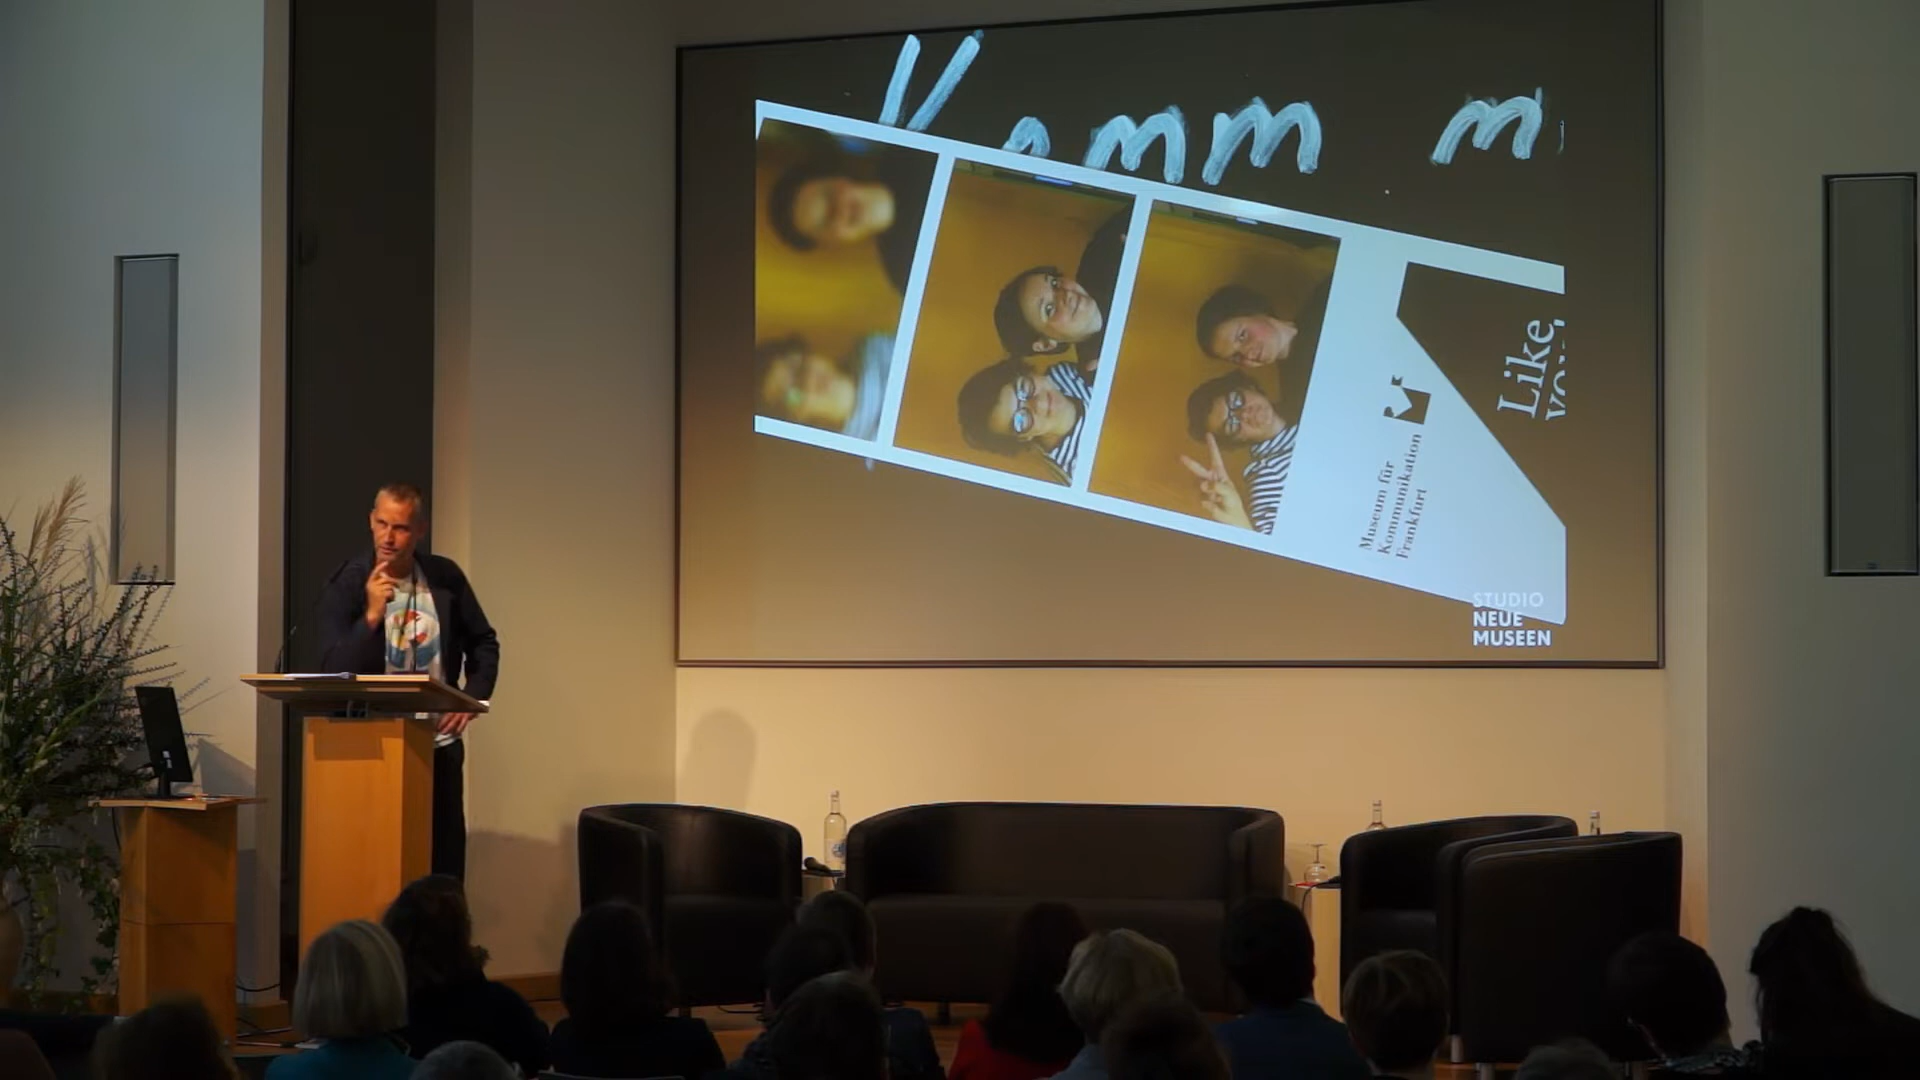 Komm m
Like,
Museum für
Kommunikation
Frankfurt
STUDIO
NEUE
MUSEEN